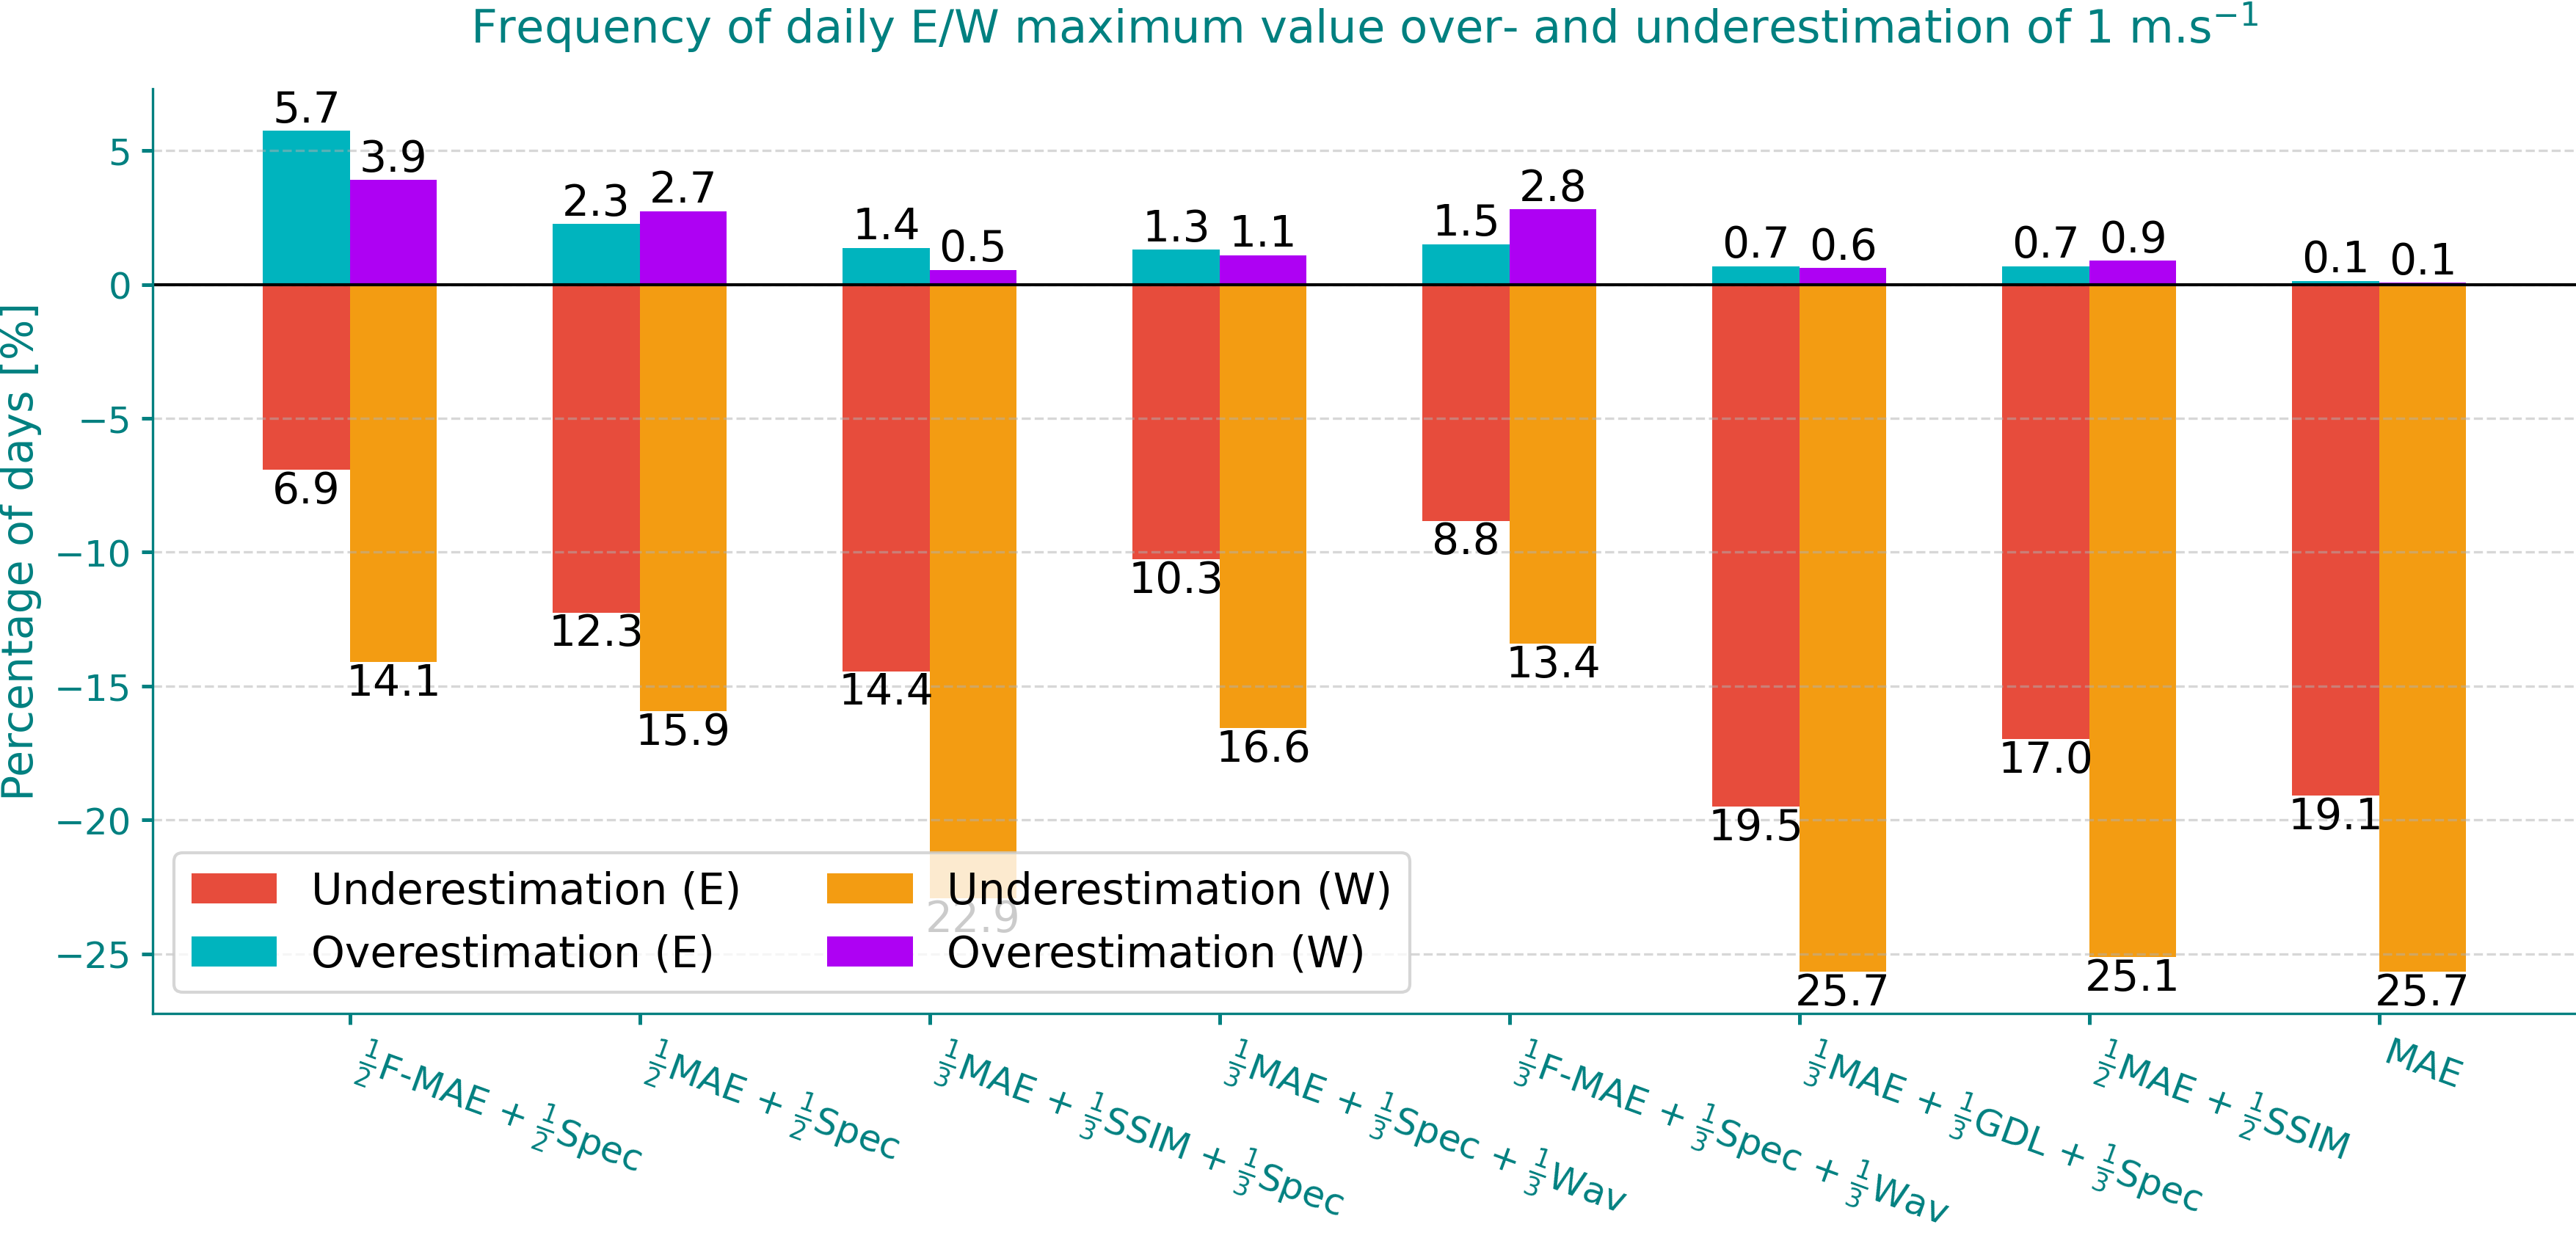 Frequency of daily E/W maximum value over- and underestimation of 1 m.s⁻¹
Percentage of days [%]
5
0
−5
−10
−15
−20
−25
5.7
3.9
2.3
2.7
1.4
0.5
1.3
1.1
1.5
2.8
0.7
0.6
0.7
0.9
0.1
0.1
6.9
14.1
12.3
15.9
14.4
22.9
10.3
16.6
8.8
13.4
19.5
25.7
17.0
25.1
19.1
25.7
Underestimation (E)
Overestimation (E)
Underestimation (W)
Overestimation (W)
½F-MAE + ½Spec
½MAE + ½Spec
⅓MAE + ⅓SSIM + ⅓Spec
⅓MAE + ⅓Spec + ⅓Wav
⅓F-MAE + ⅓Spec + ⅓Wav
⅓MAE + ⅓GDL + ⅓Spec
½MAE + ½SSIM
MAE